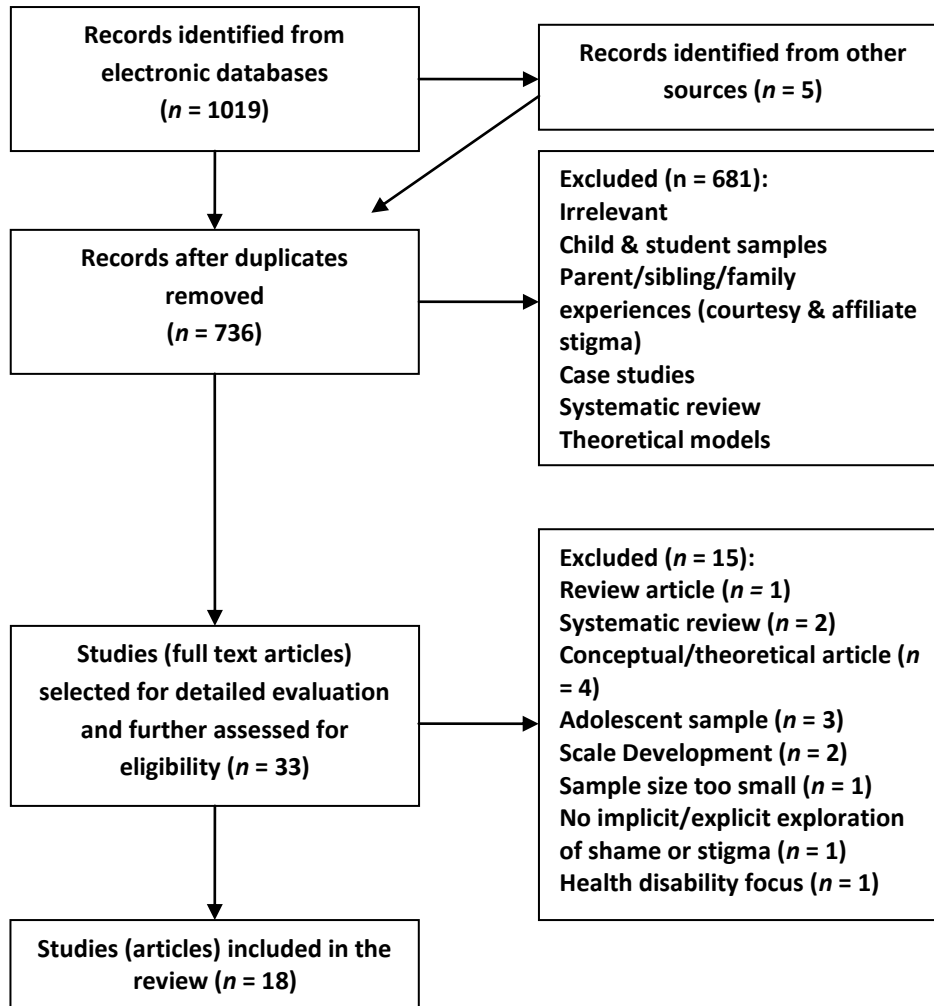 Records identified from
electronic databases
(n = 1019)
Records identified from other
sources (n = 5)
Records after duplicates
removed
(n = 736)
Excluded (n = 681):
Irrelevant
Child & student samples
Parent/sibling/family
experiences (courtesy & affiliate
stigma)
Case studies
Systematic review
Theoretical models
Studies (full text articles)
selected for detailed evaluation
and further assessed for
eligibility (n = 33)
Excluded (n = 15):
Review article (n = 1)
Systematic review (n = 2)
Conceptual/theoretical article (n
= 4)
Adolescent sample (n = 3)
Scale Development (n = 2)
Sample size too small (n = 1)
No implicit/explicit exploration
of shame or stigma (n = 1)
Health disability focus (n = 1)
Studies (articles) included in the
review (n = 18)